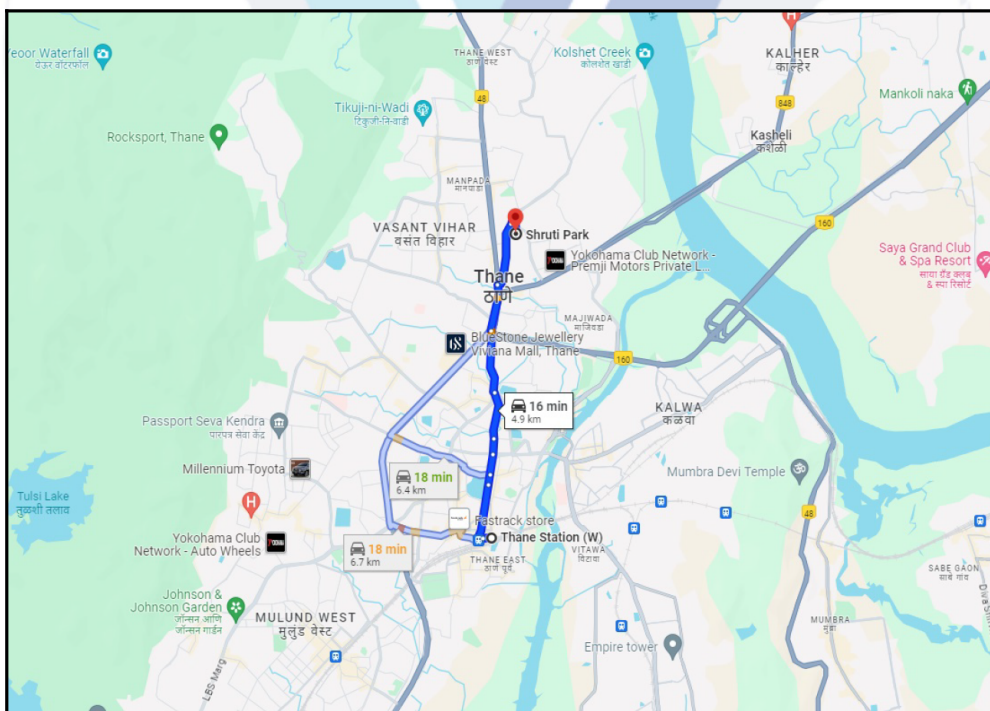 Yeoor Waterfall
येऊर वॉटरफॉल
THANE WEST
ठाणे वेस्ट
Kolshet Creek
कोलशेत खाडी
H
KALHER
काल्हेर
48
848
Mankoli naka
Tikuji-ni-Wadi
टिकुजी-नि-वाडी
Rocksport, Thane
Kasheli
कशेळी
MANPADA
मानपाडा
VASANT VIHAR
वसंत विहार
Shruti Park
160
Yokohama Club Network -
Premji Motors Private L...
Saya Grand Club
& Spa Resort
साया ग्रँड क्लब
& स्पा रिसोर्ट
Thane
ठाणे
MAJIWADA
माजिवडा
BlueStone Jewellery
Viviana Mall, Thane
160
16 min
4.9 km
KALWA
कळवा
Passport Seva Kendra
पारपत्र सेवा केंद्र
Millennium Toyota
18 min
6.4 km
Mumbra Devi Temple
Tulsi Lake
तुळशी तलाव
H
48
Fastrack store
Yokohama Club
Network - Auto Wheels
18 min
6.7 km
Thane Station (W)
THANE EAST
ठाणे पूर्व
VITAWA
विटावा
SABE GAON
साबे गांव
Johnson &
Johnson Garden
जॉन्सन आणि
जॉन्सन गार्डन
MULUND WEST
मुलुंड वेस्ट
MUMBRA
मुंब्रा
Empire tower
LBS Marg